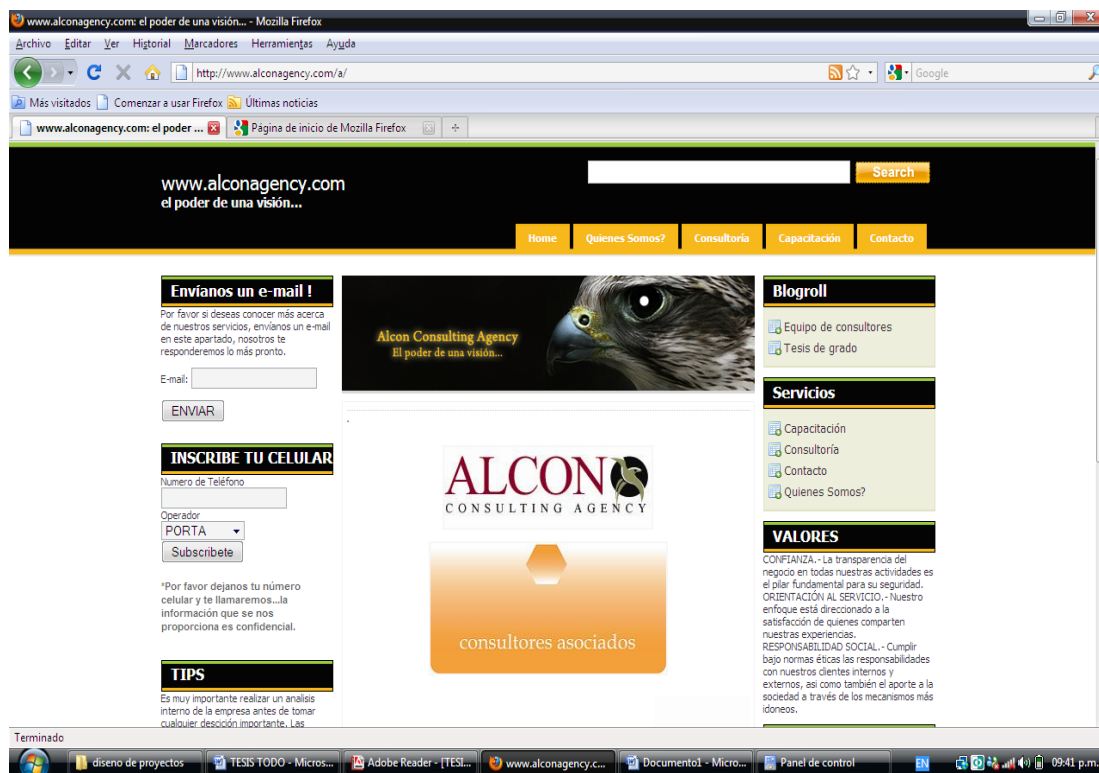 www.alconagency.com: el poder de una visión... - Mozilla Firefox
Archivo Editar Ver Historial Marcadores Herramientas Ayuda
http://www.alconagency.com/a/
Google
Más visitados Comenzar a usar Firefox Últimas noticias
www.alconagency.com: el poder ... Página de inicio de Mozilla Firefox
www.alconagency.com
el poder de una visión...
Search
Home Quienes Somos? Consultoría Capacitación Contacto
Envíanos un e-mail !
Por favor si deseas conocer más acerca
de nuestros servicios, envíanos un e-mail
en este apartado, nosotros te
responderemos lo más pronto.
E-mail:
ENVIAR
INSCRIBE TU CELULAR
Numero de Teléfono
Operador
PORTA
Subscribete
*Por favor dejanos tu número
celular y te llamaremos...la
información que se nos
proporciona es confidencial.
TIPS
Es muy importante realizar un analisis
interno de la empresa antes de tomar
cualquier descición importante. Las
Alcon Consulting Agency
El poder de una visión...
ALCON
CONSULTING AGENCY
consultores asociados
Blogroll
Equipo de consultores
Tesis de grado
Servicios
Capacitación
Consultoría
Contacto
Quienes Somos?
VALORES
CONFIANZA.- La transparencia del
negocio en todas nuestras actividades es
el pilar fundamental para su seguridad.
ORIENTACIÓN AL SERVICIO.- Nuestro
enfoque está direccionado a la
satisfacción de quienes comparten
nuestras experiencias.
RESPONSABILIDAD SOCIAL.- Cumplir
bajo normas éticas las responsabilidades
con nuestros clientes internos y
externos, asi como también el aporte a la
sociedad a través de los mecanismos más
idoneos.
Terminado
diseno de proyectos TESIS TODO - Micros... Adobe Reader - [TESI... www.alconagency.c... Documento1 - Micro... Panel de control EN 09:41 p.m.